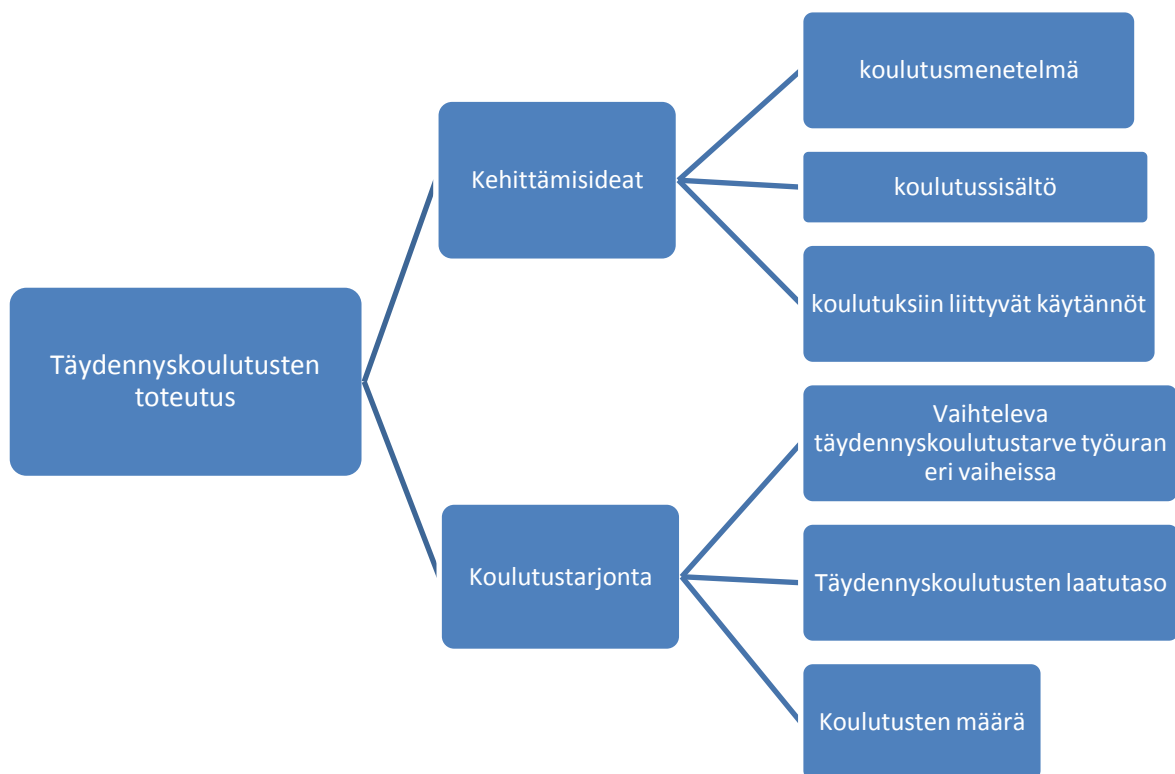 Täydennyskoulutusten
toteutus
Kehittämisideat
koulutusmenetelmä
koulutussisältö
koulutuksiin liittyvät käytännöt
Koulutustarjonta
Vaihteleva
täydennyskoulutustarve työuran
eri vaiheissa
Täydennyskoulutusten laatutaso
Koulutusten määrä